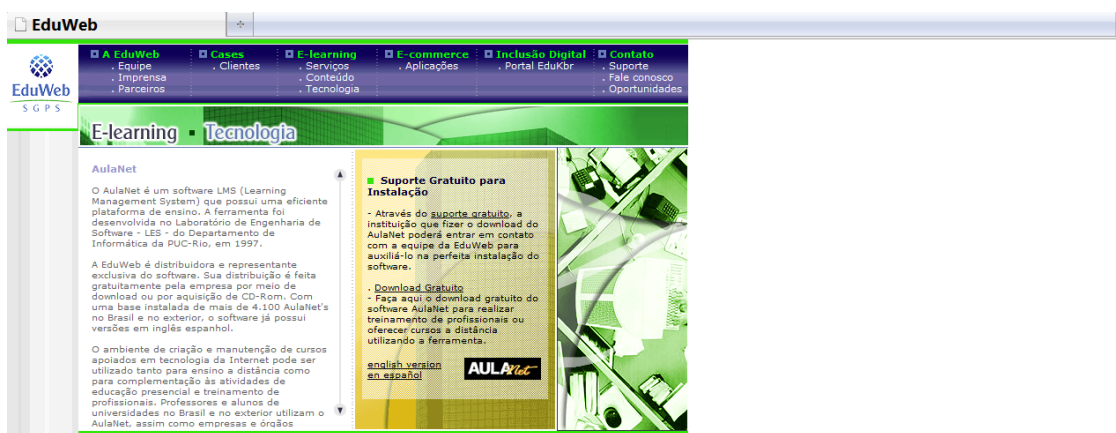 EduWeb
EduWeb
SGPS
A EduWeb
. Equipe
. Imprensa
. Parceiros
Cases
. Clientes
E-learning
. Serviços
. Conteúdo
. Tecnologia
E-commerce
. Aplicações
Inclusão Digital
. Portal EduKbr
Contato
. Suporte
. Fale conosco
. Oportunidades
E-learning ▪ Tecnologia
AulaNet
O AulaNet é um software LMS (Learning
Management System) que possui uma eficiente
plataforma de ensino. A ferramenta foi
desenvolvida no Laboratório de Engenharia de
Software - LES - do Departamento de
Informática da PUC-Rio, em 1997.
A EduWeb é distribuidora e representante
exclusiva do software. Sua distribuição é feita
gratuitamente pela empresa por meio de
download ou por aquisição de CD-Rom. Com
uma base instalada de mais de 4.100 AulaNet's
no Brasil e no exterior, o software já possui
versões em inglês espanhol.
O ambiente de criação e manutenção de cursos
apoiados em tecnologia da Internet pode ser
utilizado tanto para ensino a distância como
para complementação às atividades de
educação presencial e treinamento de
profissionais. Professores e alunos de
universidades no Brasil e no exterior utilizam o
AulaNet, assim como empresas e órgãos
Suporte Gratuito para
Instalação
- Através do suporte gratuito, a
instituição que fizer o download do
AulaNet poderá entrar em contato
com a equipe da EduWeb para
auxiliá-lo na perfeita instalação do
software.
. Download Gratuito
- Faça aqui o download gratuito do
software AulaNet para realizar
treinamento de profissionais ou
oferecer cursos a distância
utilizando a ferramenta.
english version
en español
AULANet